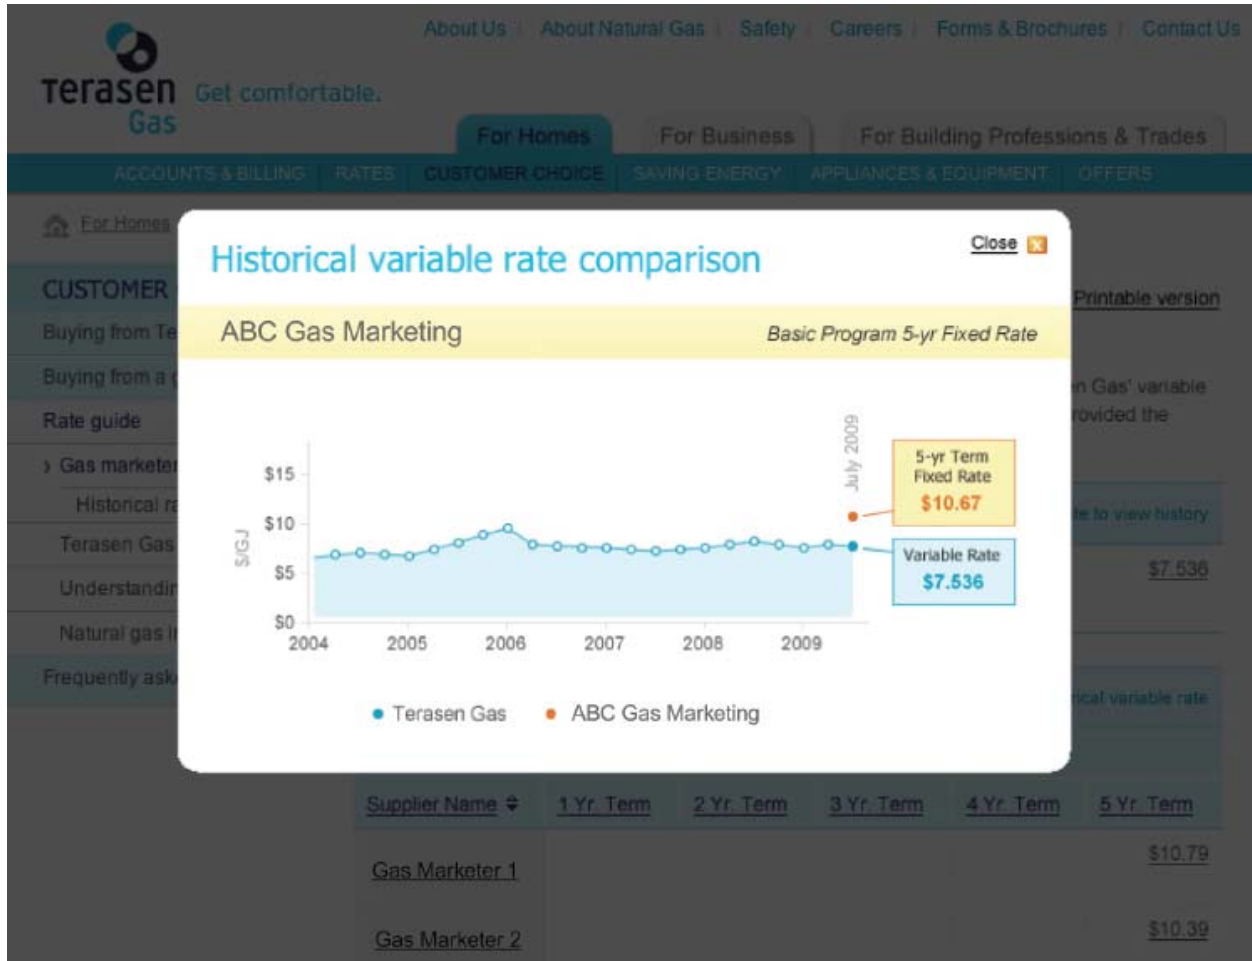 About Us | About Natural Gas | Safety | Careers | Forms & Brochures | Contact Us
Terasen
Gas
Get comfortable.
For Homes For Business For Building Professions & Trades
ACCOUNTS & BILLING RATES CUSTOMER CHOICE SAVING ENERGY APPLIANCES & EQUIPMENT OFFERS
For Homes
Historical variable rate comparison
Close X
CUSTOMER
Printable version
ABC Gas Marketing
Basic Program 5-yr Fixed Rate
Buying from Te
Buying from a g
en Gas' variable
rovided the
Rate guide
Gas marketer
Historical ra
Terasen Gas
Understandin
Natural gas i
Frequently ask
te to view history
$7.536
rical variable rate
$/GJ
$15
$10
$5
$0
2004 2005 2006 2007 2008 2009
July 2009
5-yr Term
Fixed Rate
$10.67
Variable Rate
$7.536
Terasen Gas ABC Gas Marketing
Supplier Name 1 Yr. Term 2 Yr. Term 3 Yr. Term 4 Yr. Term 5 Yr. Term
Gas Marketer 1 $10.79
Gas Marketer 2 $10.39